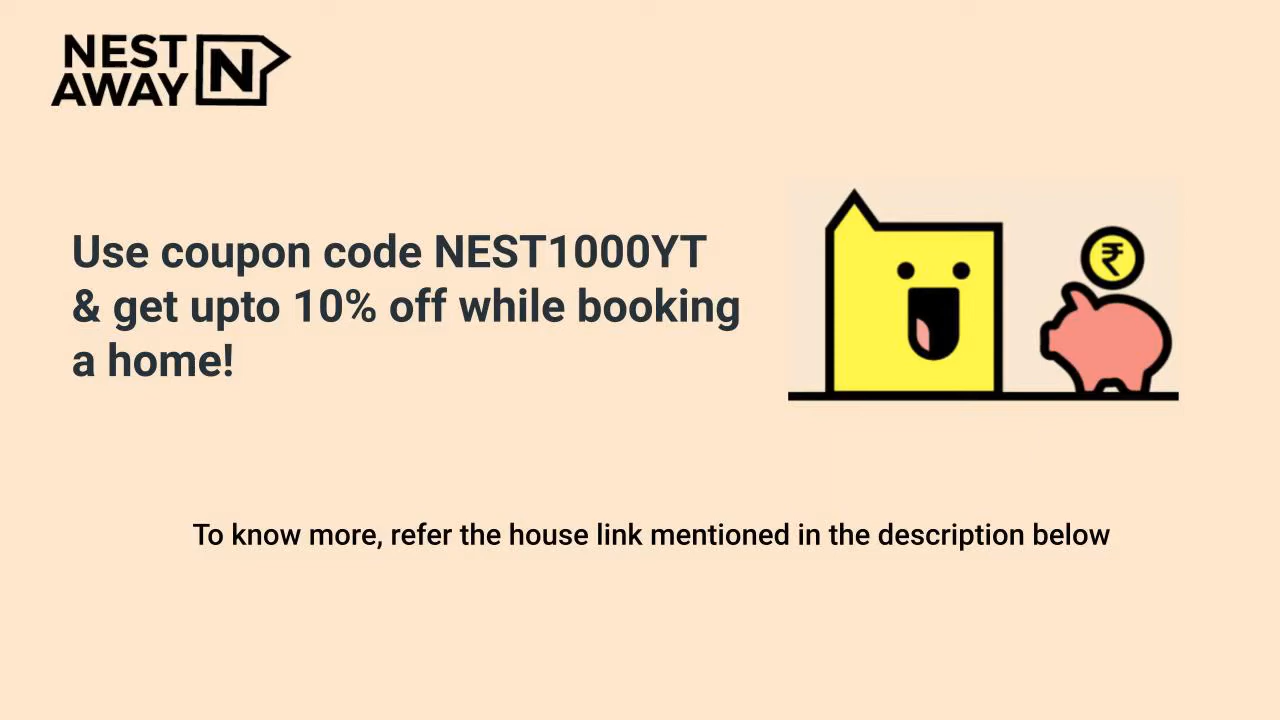 NEST
AWAY N
Use coupon code NEST1000YT
& get upto 10% off while booking
a home!
₹
To know more, refer the house link mentioned in the description below